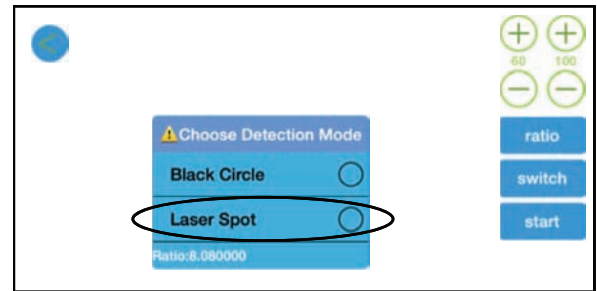 60 100
⚠Choose Detection Mode
ratio
Black Circle
switch
Laser Spot
start
Ratio:8.080000